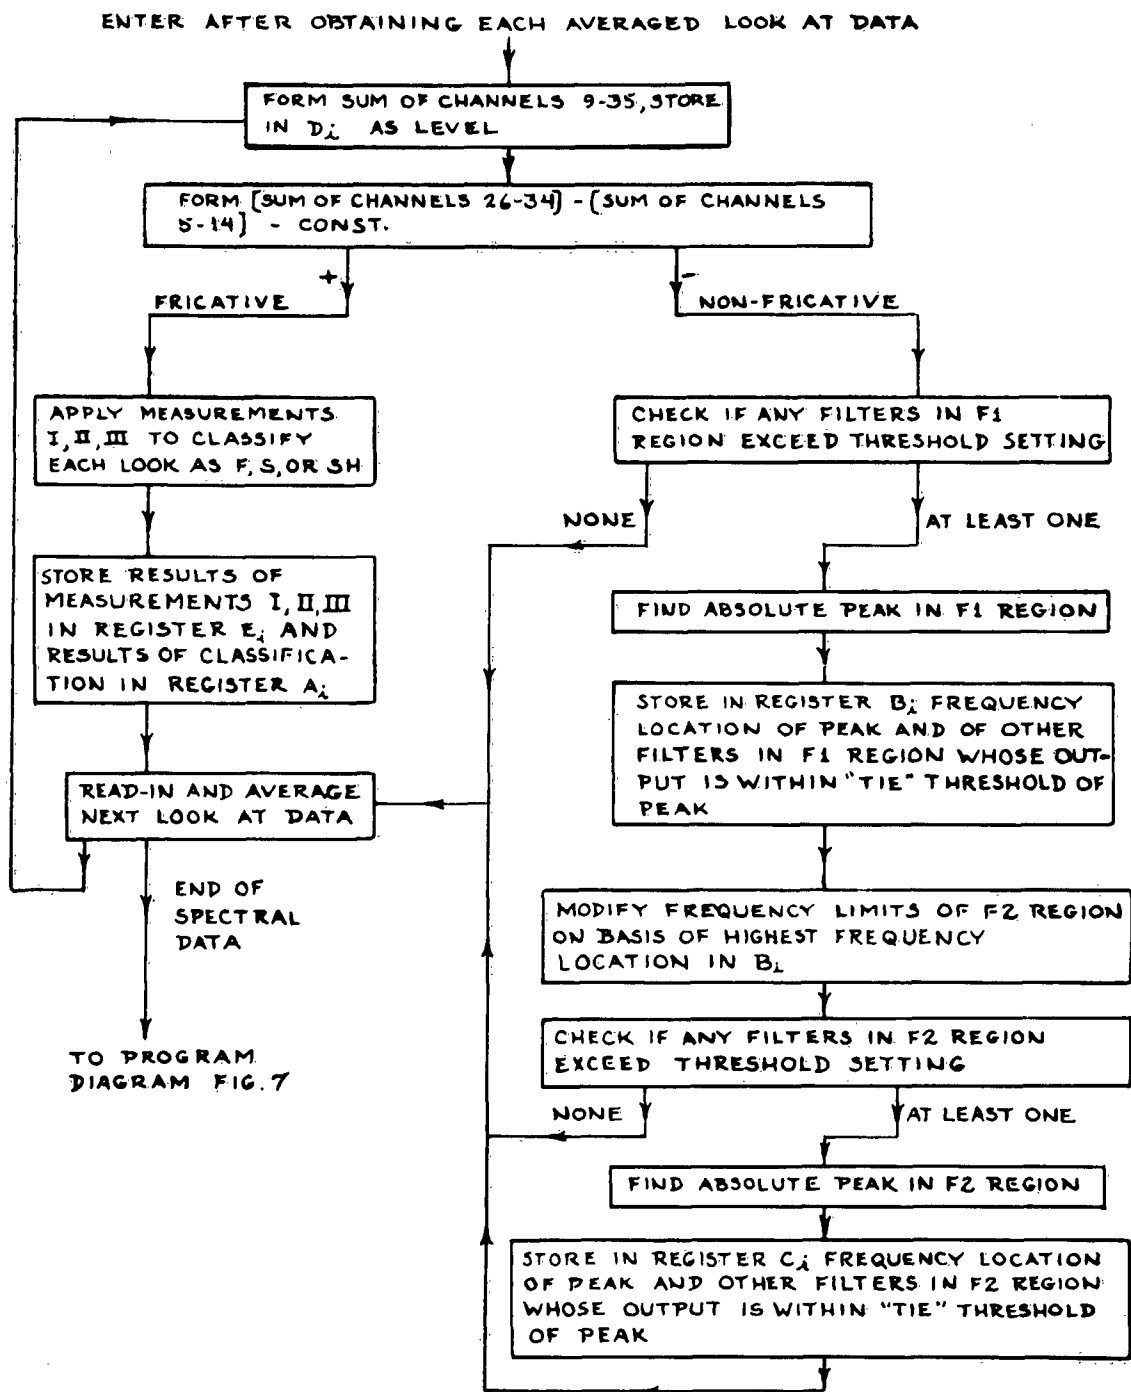 ENTER AFTER OBTAINING EACH AVERAGED LOOK AT DATA
FORM SUM OF CHANNELS 9-35, STORE
IN Di AS LEVEL
FORM [SUM OF CHANNELS 26-34] - [SUM OF CHANNELS
5-14] - CONST.
+
-
FRICATIVE
NON-FRICATIVE
APPLY MEASUREMENTS
I, II, III TO CLASSIFY
EACH LOOK AS F, S, OR SH
CHECK IF ANY FILTERS IN F1
REGION EXCEED THRESHOLD SETTING
NONE
AT LEAST ONE
STORE RESULTS OF
MEASUREMENTS I, II, III
IN REGISTER Ei AND
RESULTS OF CLASSIFICA-
TION IN REGISTER Ai
FIND ABSOLUTE PEAK IN F1 REGION
STORE IN REGISTER Bi FREQUENCY
LOCATION OF PEAK AND OF OTHER
FILTERS IN F1 REGION WHOSE OUT-
PUT IS WITHIN "TIE" THRESHOLD OF
PEAK
READ-IN AND AVERAGE
NEXT LOOK AT DATA
END OF
SPECTRAL
DATA
MODIFY FREQUENCY LIMITS OF F2 REGION
ON BASIS OF HIGHEST FREQUENCY
LOCATION IN Bi
TO PROGRAM
DIAGRAM FIG. 7
CHECK IF ANY FILTERS IN F2 REGION
EXCEED THRESHOLD SETTING
NONE
AT LEAST ONE
FIND ABSOLUTE PEAK IN F2 REGION
STORE IN REGISTER Ci FREQUENCY LOCATION
OF PEAK AND OTHER FILTERS IN F2 REGION
WHOSE OUTPUT IS WITHIN "TIE" THRESHOLD
OF PEAK